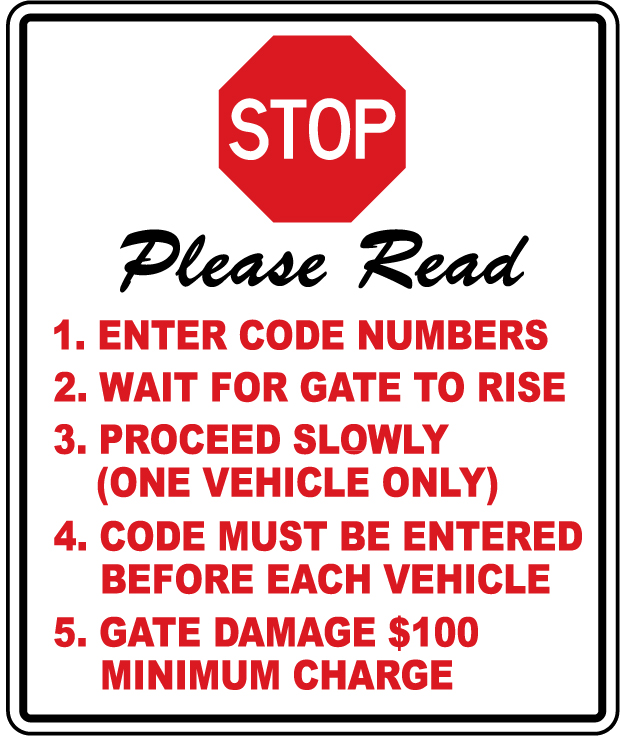 STOP
Please Read
1. ENTER CODE NUMBERS
2. WAIT FOR GATE TO RISE
3. PROCEED SLOWLY
(ONE VEHICLE ONLY)
4. CODE MUST BE ENTERED
BEFORE EACH VEHICLE
5. GATE DAMAGE $100
MINIMUM CHARGE